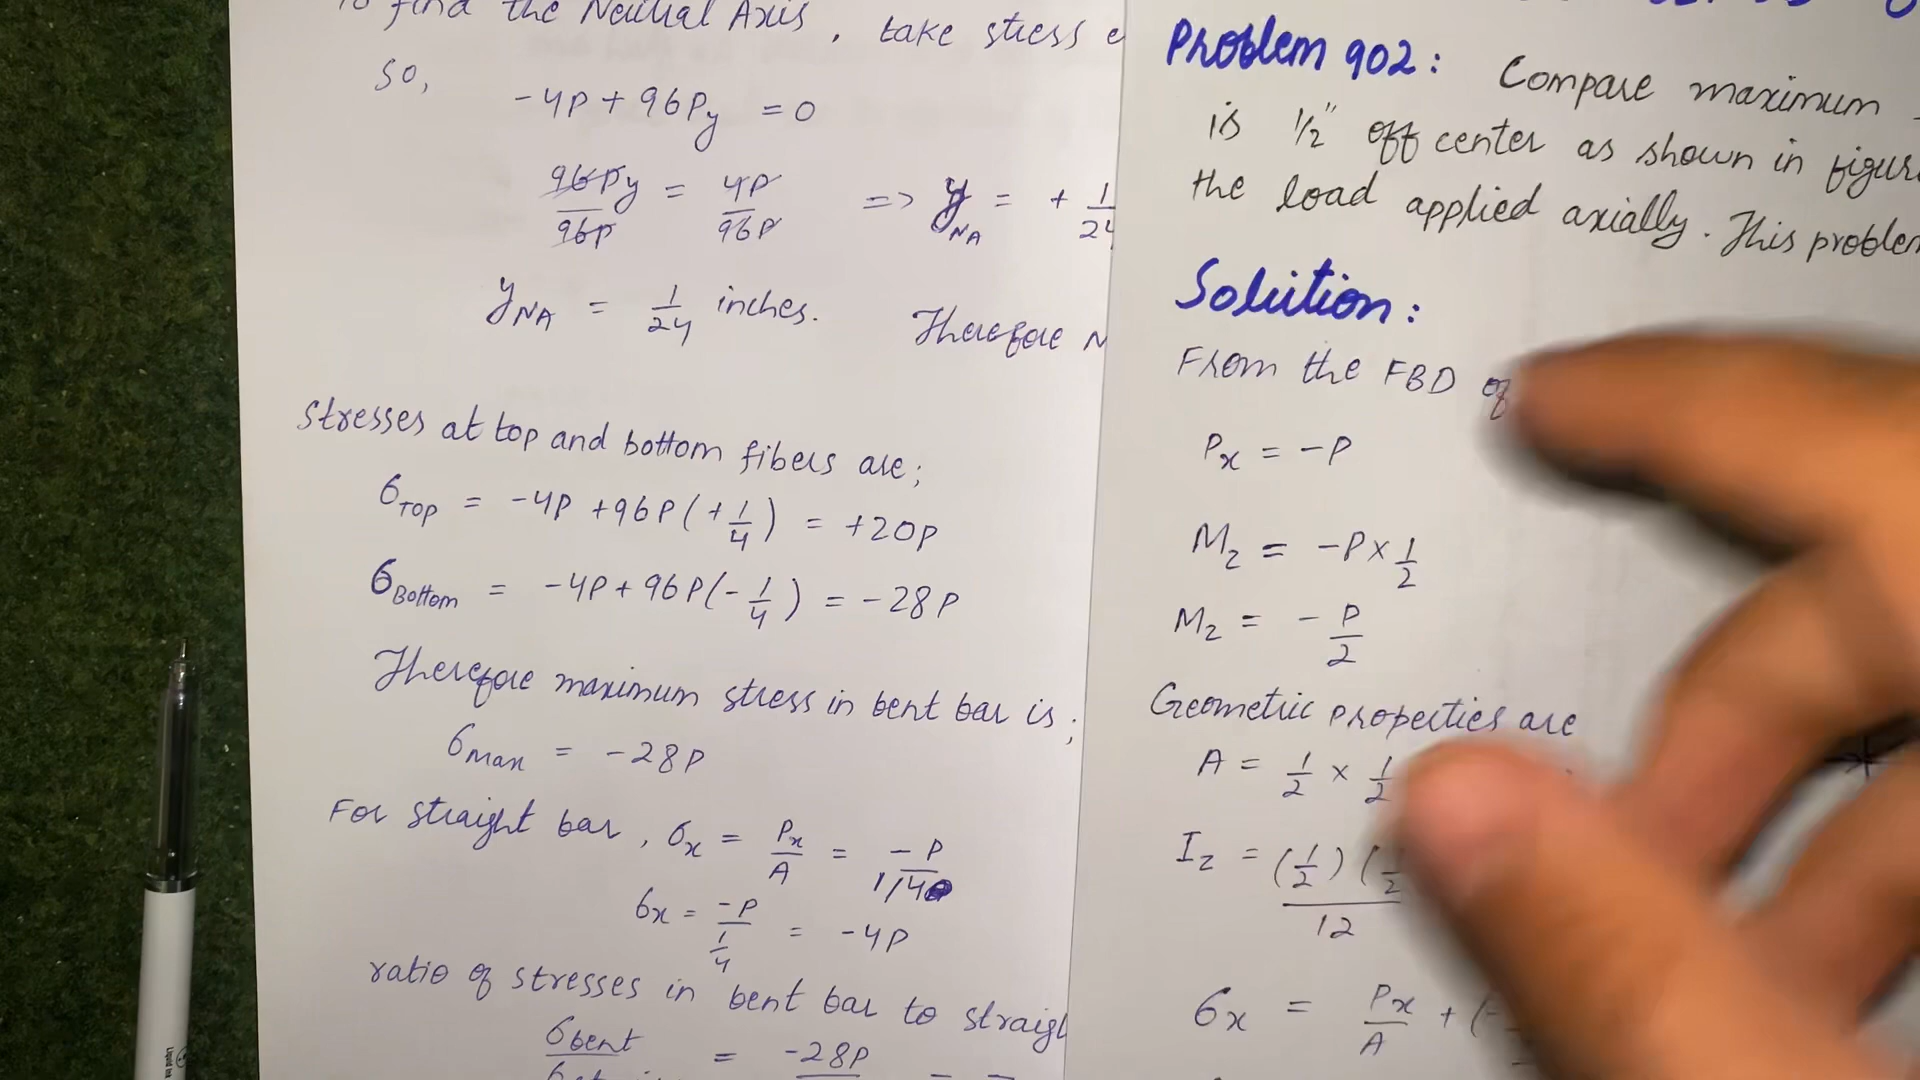 find the Neutral Axis, take stress
so,
-4P + 96Py = 0
96Py/96P = 4P/96P => y_NA = + 1/24
y_NA = 1/24 inches. Therefore N
Stresses at top and bottom fibers are;
σ_TOP = -4P + 96P(+1/4) = +20P
σ_Bottom = -4P + 96P(-1/4) = -28P
Therefore maximum stress in bent bar is;
σ_max = -28P
For straight bar, σx = Px/A = -P/1/4
σx = -P/(1/4) = -4P
ratio of stresses in bent bar to straigh
σbent = -28P
Problem 902: Compare maximum
is 1/2" off center as shown in figure
the load applied axially. This problem
Solution:
From the FBD of
Px = -P
Mz = -P × 1/2
Mz = -P/2
Geometric properties are
A = 1/2 × 1/2
Iz = (1/2)(1/2 / 12
σx = Px/A + (-